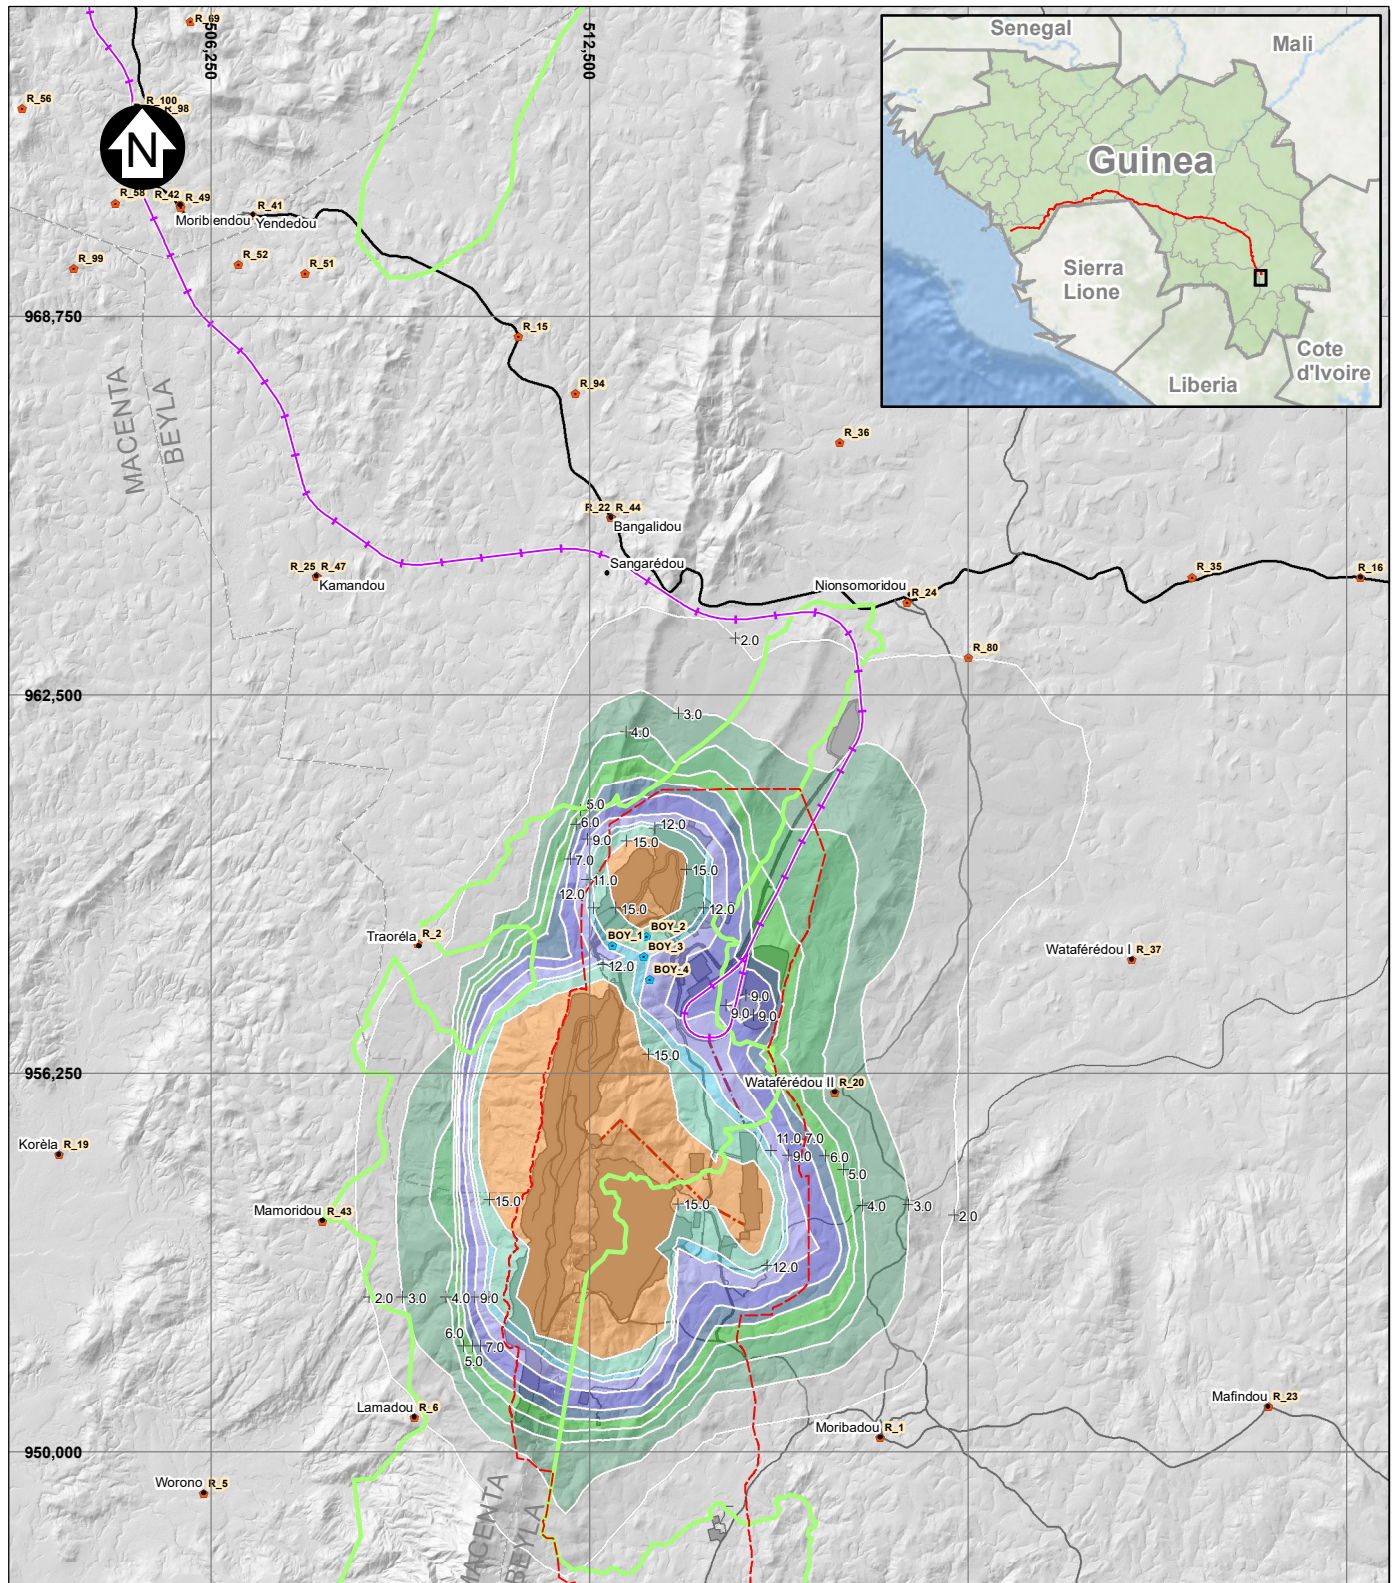 R_69
506,250
512,500
R_56
R_100
R_98
N
R_58
R_42
R_49
Moribiendou
R_41
Yendedou
R_99
R_52
R_51
Senegal
Mali
Guinea
Sierra
Lione
Liberia
Cote
d'Ivoire
968,750
R_15
MACENTA
BEYLA
R_94
R_36
R_22
R_44
Bangalidou
Sangarédou
R_25
R_47
Kamandou
Nionsomoridou
R_24
R_35
R_16
2.0
R_80
962,500
3.0
4.0
5.0
6.0
12.0
9.0
15.0
7.0
15.0
11.0
12.0
15.0
12.0
Traoréla
R_2
BOY_1
BOY_2
BOY_3
BOY_4
12.0
Wataférédou I
R_37
9.0
9.0
9.0
15.0
956,250
Wataférédou II
R_20
Korèla
R_19
11.0
7.0
9.0
6.0
5.0
15.0
15.0
4.0
3.0
2.0
Mamoridou
R_43
12.0
2.0
3.0
4.0
9.0
6.0
7.0
5.0
Lamadou
R_6
Mafindou
R_23
Moribadou
R_1
950,000
Worono
R_5
MACENTA
BEYLA